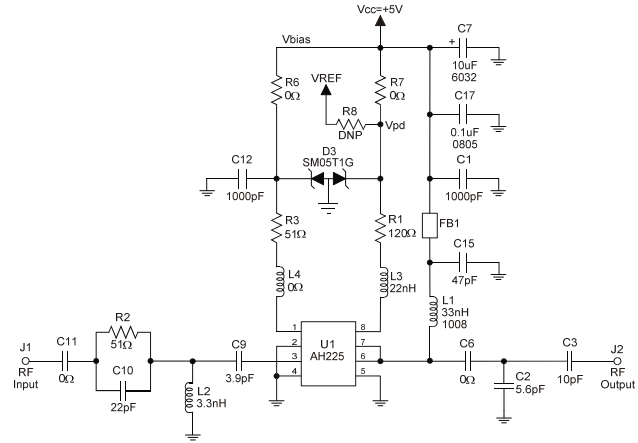 Vcc=+5V
Vbias
+
C7
10uF
6032
R6
0Ω
VREF
R7
0Ω
R8
DNP
Vpd
C17
0.1uF
0805
D3
SM05T1G
C12
1000pF
C1
1000pF
R3
51Ω
R1
120Ω
FB1
C15
47pF
L4
0Ω
L3
22nH
L1
33nH
1008
1
2
3
4
U1
AH225
8
7
6
5
J1
RF
Input
C11
0Ω
R2
51Ω
C10
22pF
L2
3.3nH
C9
3.9pF
C6
0Ω
C2
5.6pF
C3
10pF
J2
RF
Output